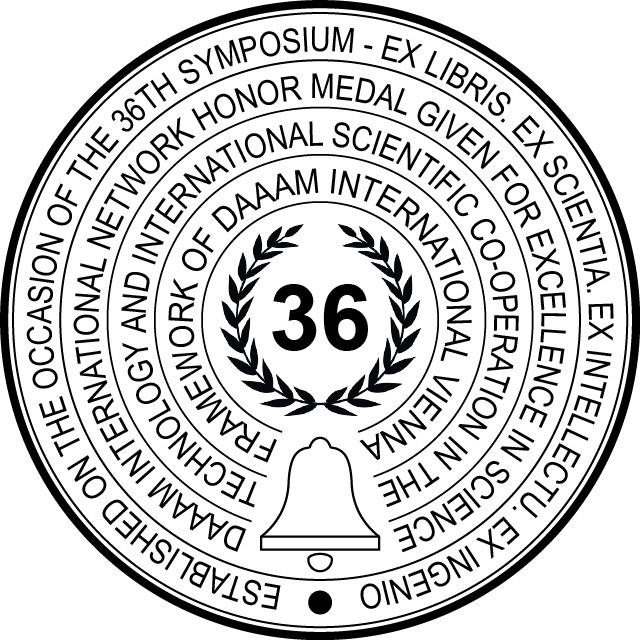 ESTABLISHED ON THE OCCASION OF THE 36TH SYMPOSIUM - EX LIBRIS. EX SCIENTIA. EX INTELLECTU. EX INGENIO
DAAAM INTERNATIONAL NETWORK HONOR MEDAL GIVEN FOR EXCELLENCE IN SCIENCE
TECHNOLOGY AND INTERNATIONAL SCIENTIFIC CO-OPERATION IN THE
FRAMEWORK OF DAAAM INTERNATIONAL VIENNA
36